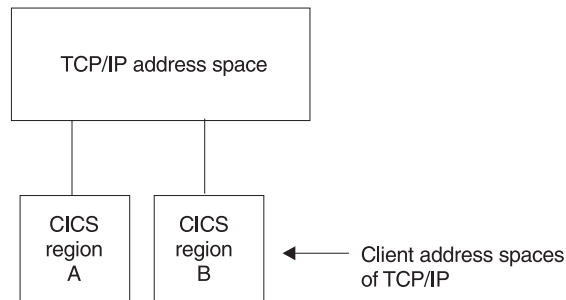 TCP/IP address space
CICS
region
A
CICS
region
B
Client address spaces
of TCP/IP